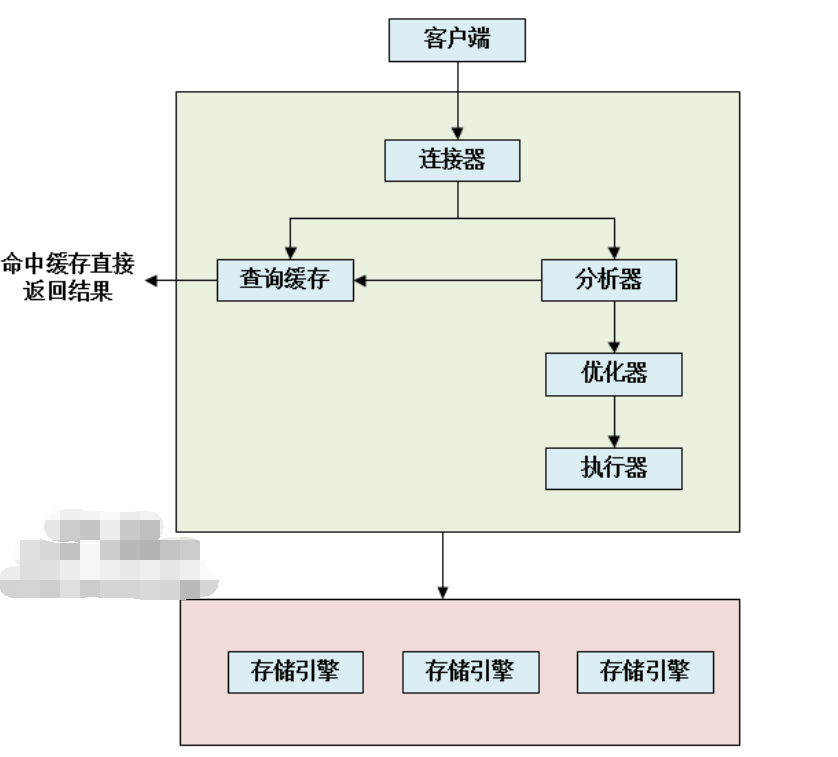 客户端
连接器
命中缓存直接
返回结果
查询缓存
分析器
优化器
执行器
存储引擎
存储引擎
存储引擎